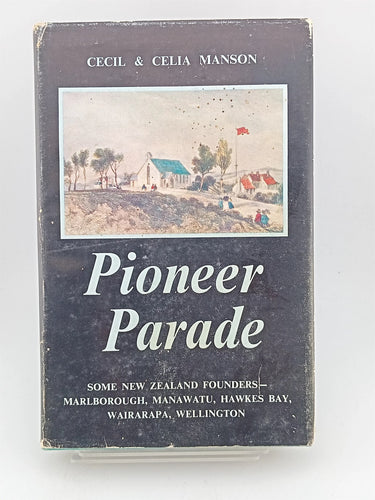 CECIL & CELIA MANSON
Pioneer
Parade
SOME NEW ZEALAND FOUNDERS—
MARLBOROUGH, MANAWATU, HAWKES BAY,
WAIRARAPA, WELLINGTON